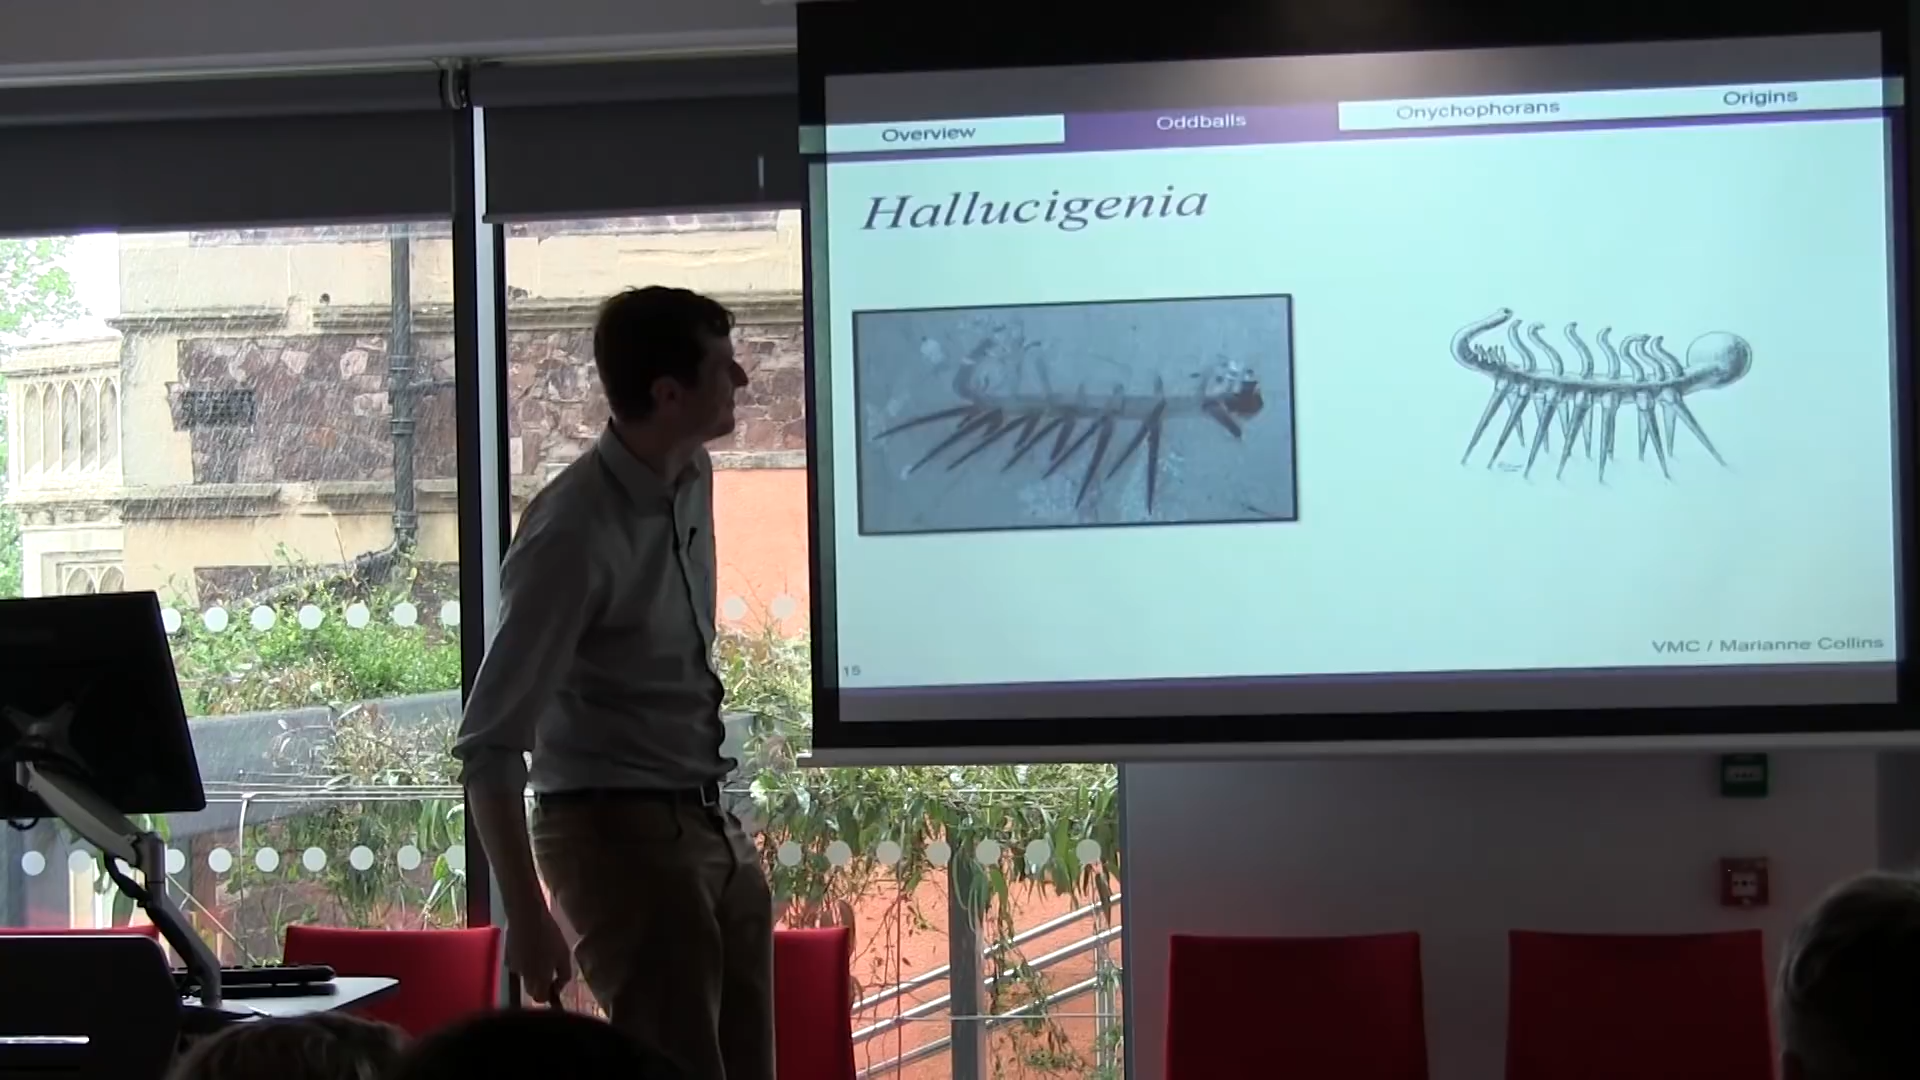 Overview
Oddballs
Onychophorans
Origins
Hallucigenia
VMC / Marianne Collins
15